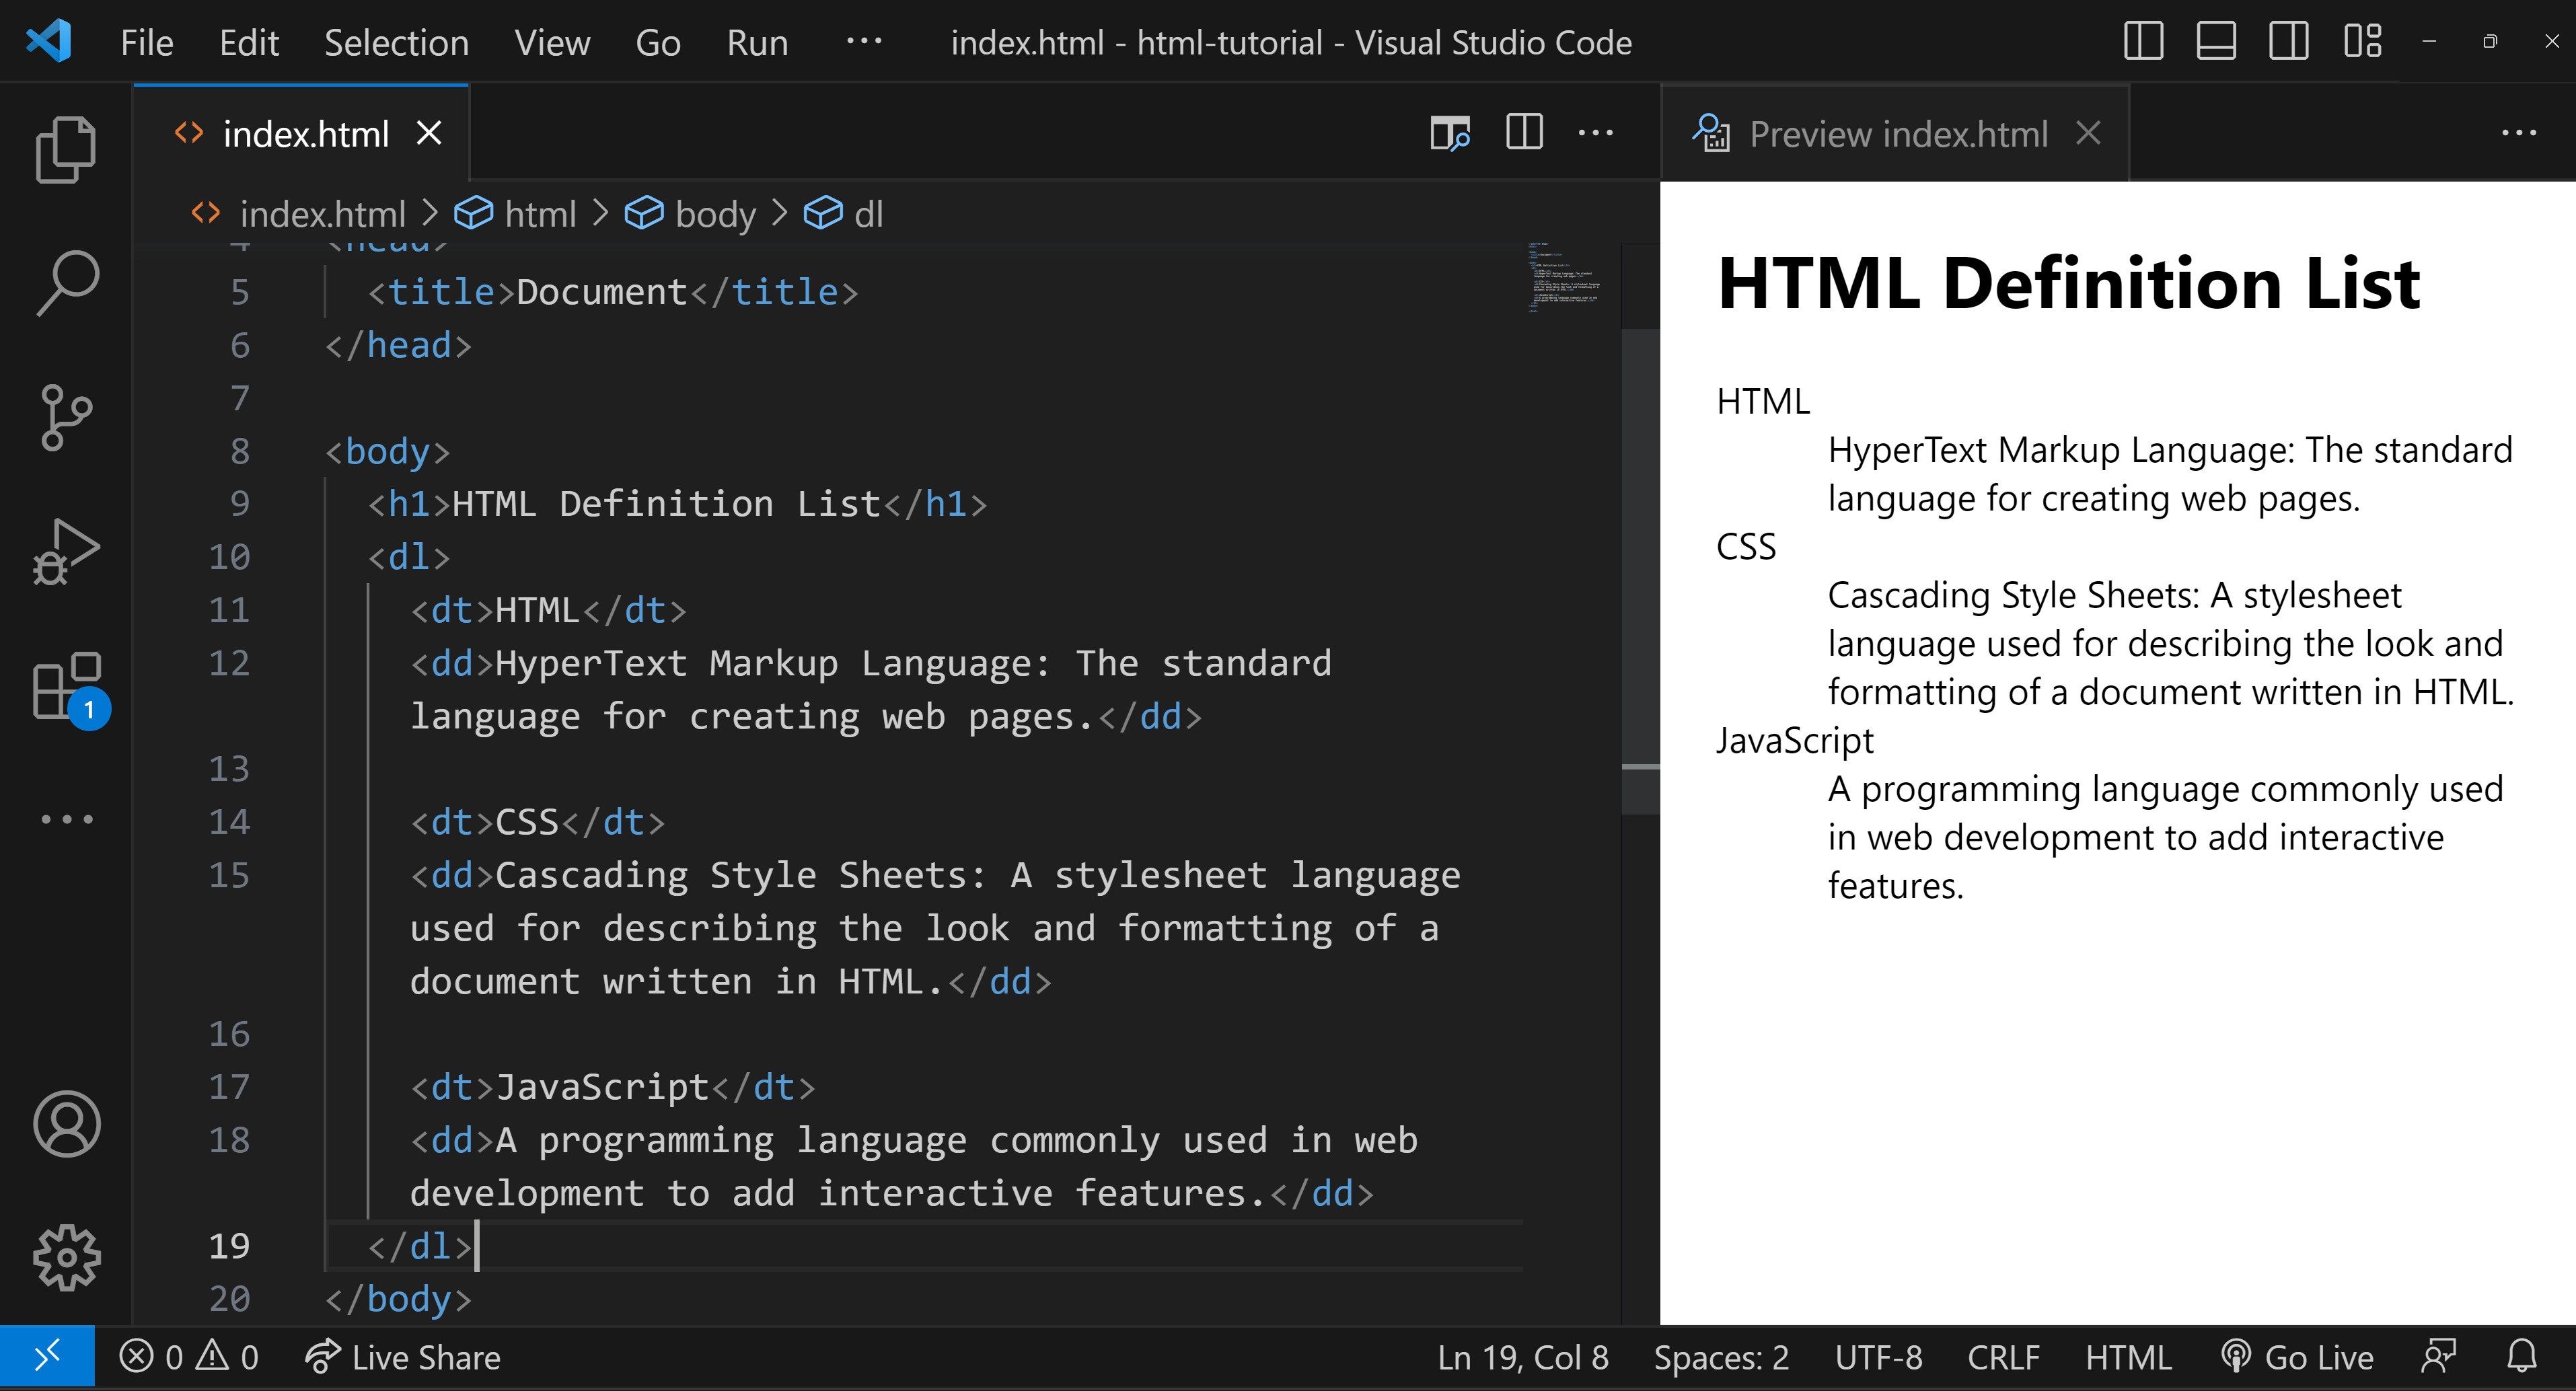 File Edit Selection View Go Run ··· index.html - html-tutorial - Visual Studio Code
index.html
index.html > html > body > dl
4 <head>
5 <title>Document</title>
6 </head>
7
8 <body>
9 <h1>HTML Definition List</h1>
10 <dl>
11 <dt>HTML</dt>
12 <dd>HyperText Markup Language: The standard
language for creating web pages.</dd>
13
14 <dt>CSS</dt>
15 <dd>Cascading Style Sheets: A stylesheet language
used for describing the look and formatting of a
document written in HTML.</dd>
16
17 <dt>JavaScript</dt>
18 <dd>A programming language commonly used in web
development to add interactive features.</dd>
19 </dl>
20 </body>
Preview index.html
HTML Definition List
HTML
HyperText Markup Language: The standard
language for creating web pages.
CSS
Cascading Style Sheets: A stylesheet
language used for describing the look and
formatting of a document written in HTML.
JavaScript
A programming language commonly used
in web development to add interactive
features.
1
0 0 Live Share Ln 19, Col 8 Spaces: 2 UTF-8 CRLF HTML Go Live